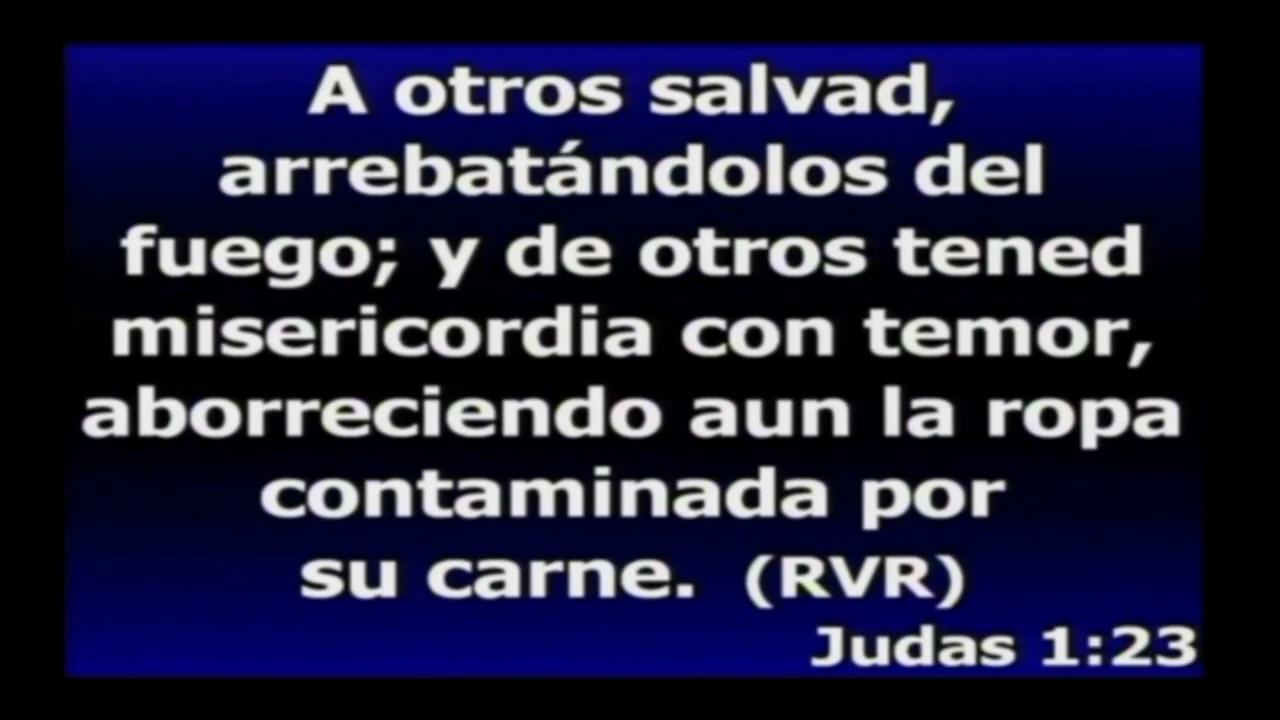 A otros salvad,
arrebatándolos del
fuego; y de otros tened
misericordia con temor,
aborreciendo aun la ropa
contaminada por
su carne. (RVR)
Judas 1:23